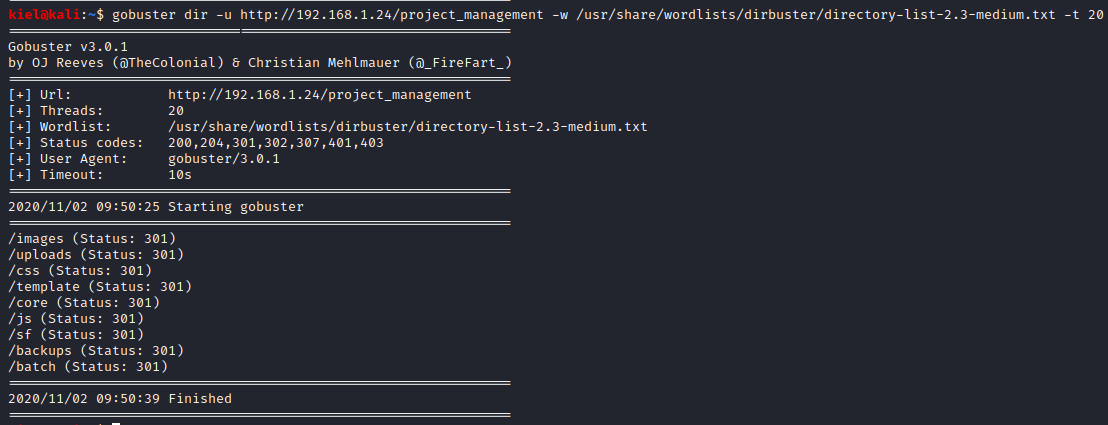 kiel@kali:~$ gobuster dir -u http://192.168.1.24/project_management -w /usr/share/wordlists/dirbuster/directory-list-2.3-medium.txt -t 20
===============================================================
Gobuster v3.0.1
by OJ Reeves (@TheColonial) & Christian Mehlmauer (@_FireFart_)
===============================================================
[+] Url:            http://192.168.1.24/project_management
[+] Threads:        20
[+] Wordlist:       /usr/share/wordlists/dirbuster/directory-list-2.3-medium.txt
[+] Status codes:   200,204,301,302,307,401,403
[+] User Agent:     gobuster/3.0.1
[+] Timeout:        10s
===============================================================
2020/11/02 09:50:25 Starting gobuster
===============================================================
/images (Status: 301)
/uploads (Status: 301)
/css (Status: 301)
/template (Status: 301)
/core (Status: 301)
/js (Status: 301)
/sf (Status: 301)
/backups (Status: 301)
/batch (Status: 301)
===============================================================
2020/11/02 09:50:39 Finished
===============================================================